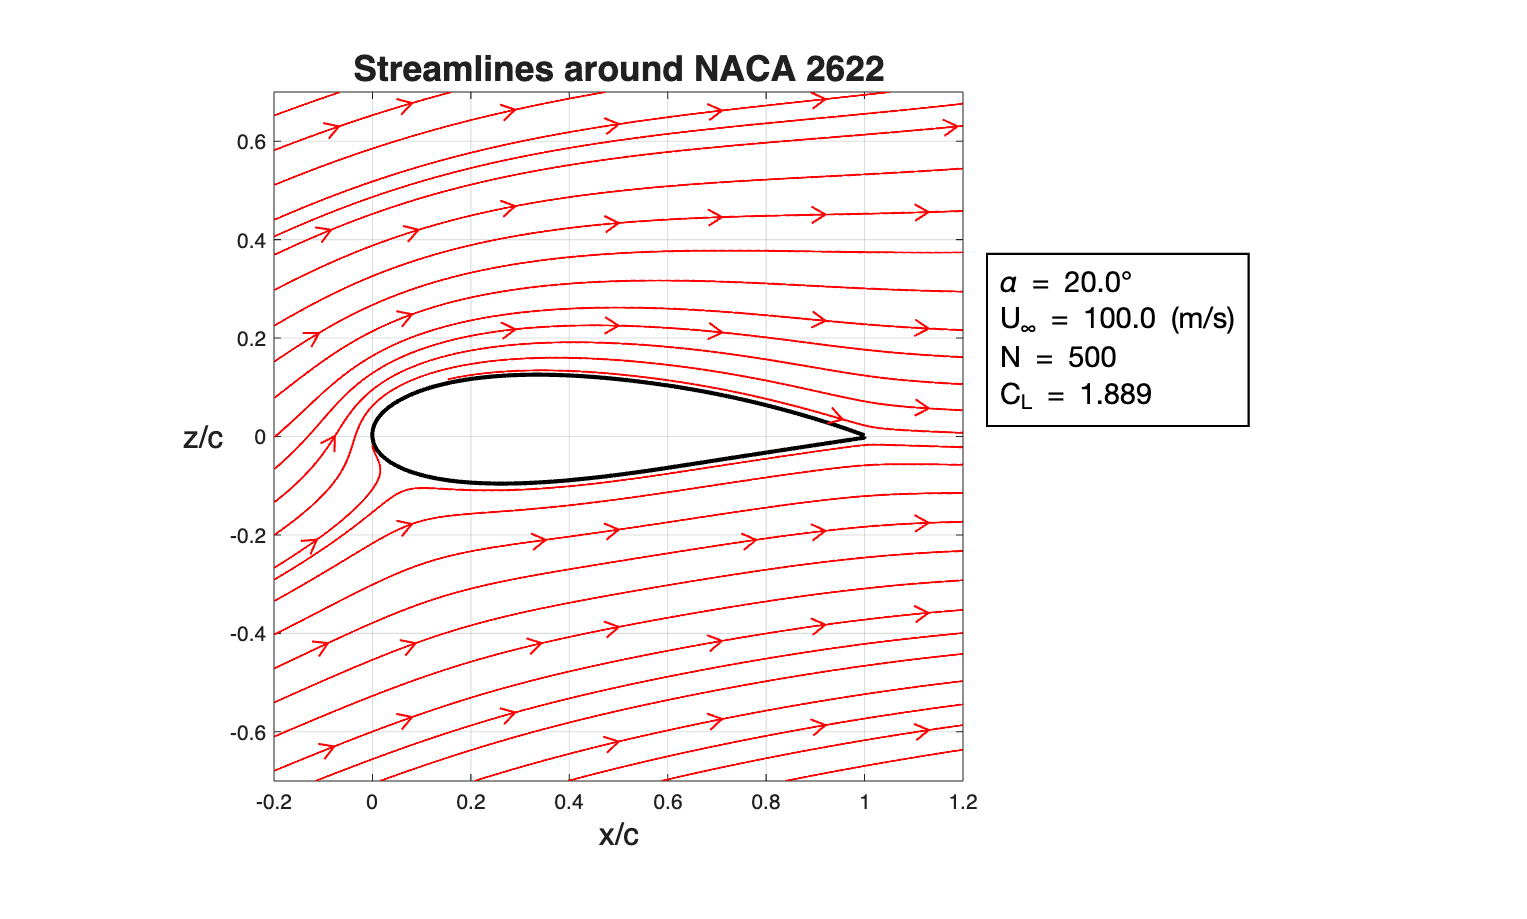 Streamlines around NACA 2622
0.6
0.4
0.2
0
-0.2
-0.4
-0.6
z/c
-0.2 0 0.2 0.4 0.6 0.8 1 1.2
x/c
α = 20.0°
U∞ = 100.0 (m/s)
N = 500
CL = 1.889